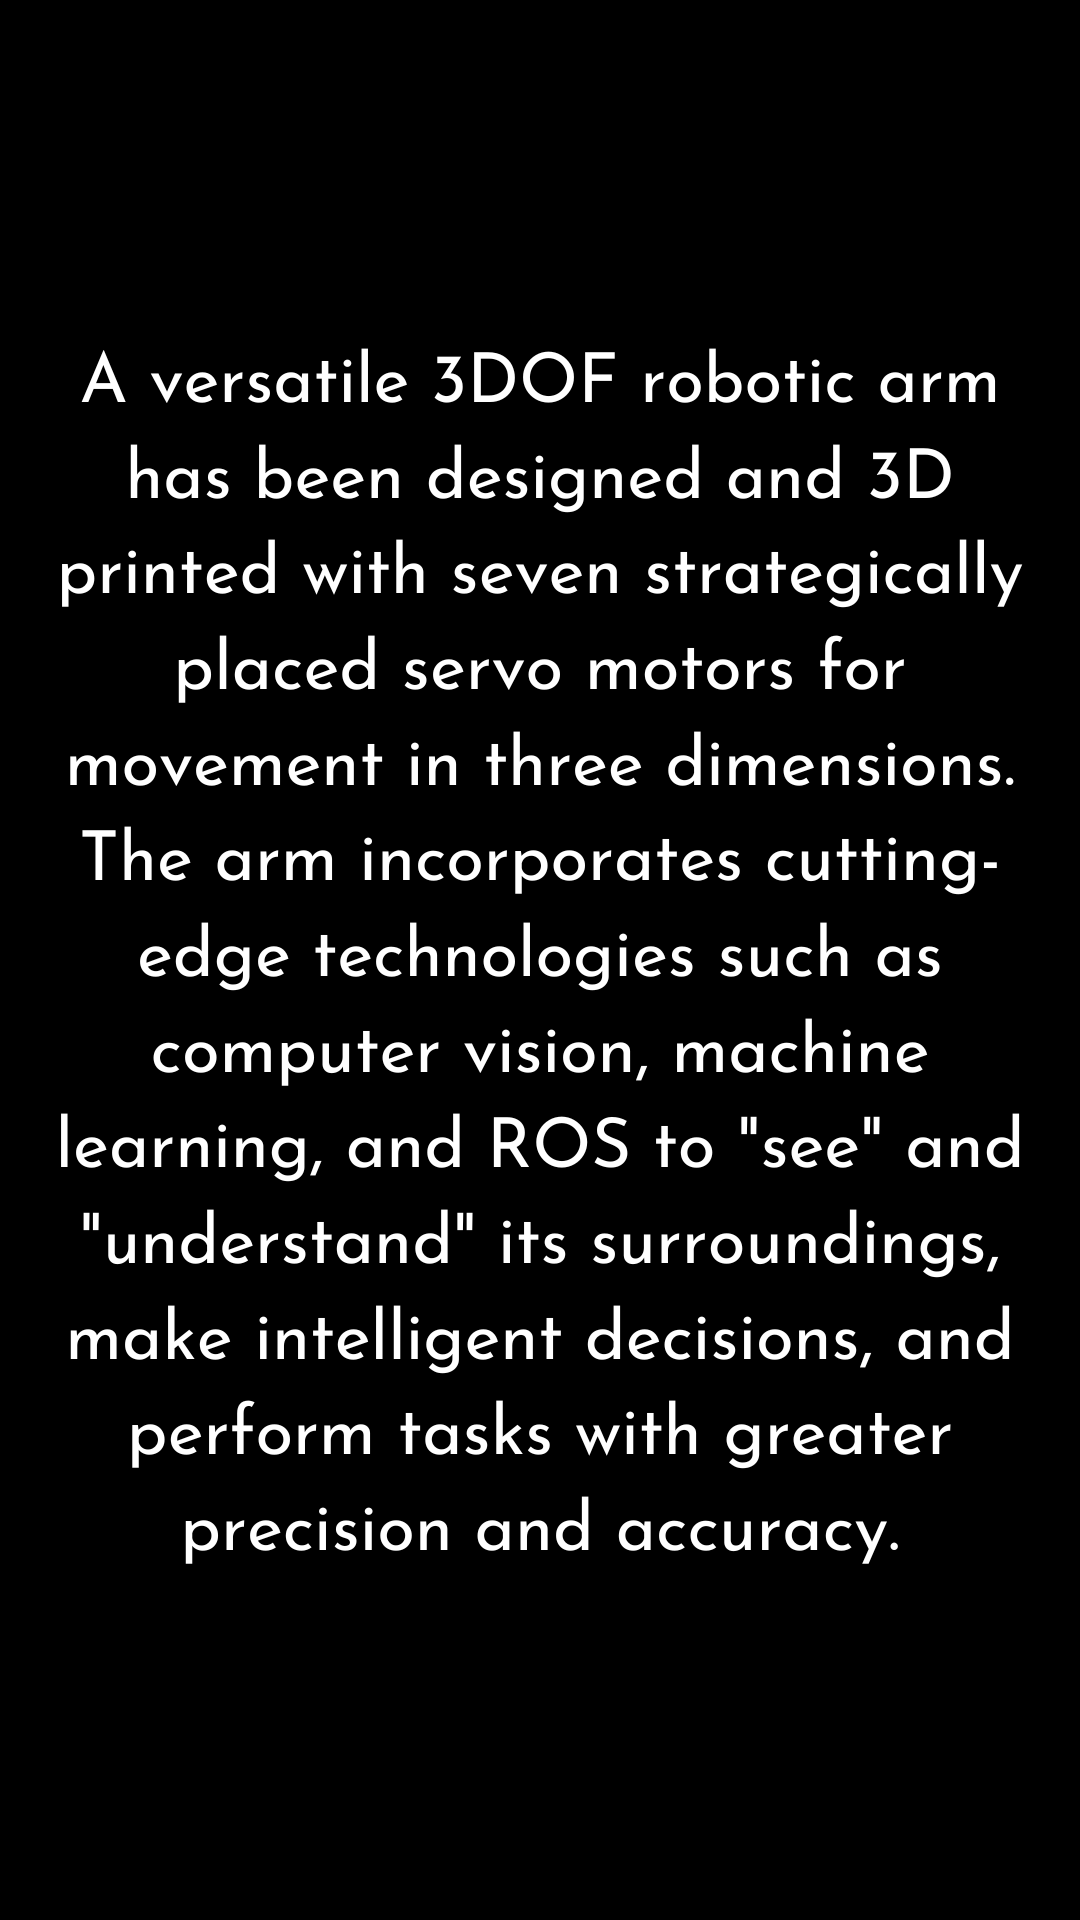 A versatile 3DOF robotic arm
has been designed and 3D
printed with seven strategically
placed servo motors for
movement in three dimensions.
The arm incorporates cutting-
edge technologies such as
computer vision, machine
learning, and ROS to "see" and
"understand" its surroundings,
make intelligent decisions, and
perform tasks with greater
precision and accuracy.